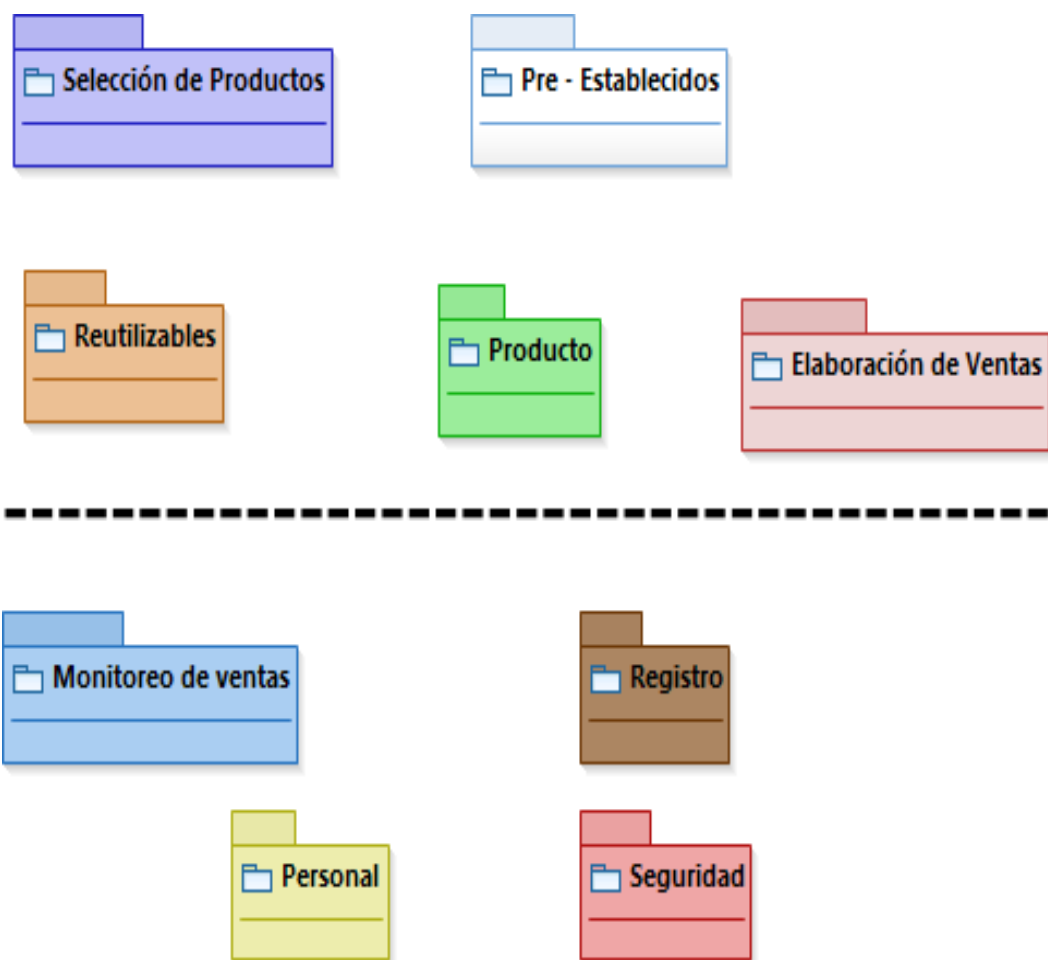 Selección de Productos
Pre - Establecidos
Reutilizables
Producto
Elaboración de Ventas
Monitoreo de ventas
Registro
Personal
Seguridad